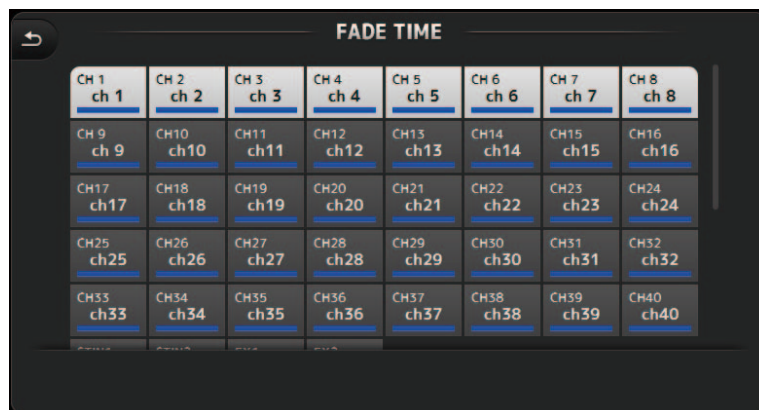 FADE TIME
CH 1 CH 2 CH 3 CH 4 CH 5 CH 6 CH 7 CH 8
ch 1 ch 2 ch 3 ch 4 ch 5 ch 6 ch 7 ch 8
CH 9 CH10 CH11 CH12 CH13 CH14 CH15 CH16
ch 9 ch10 ch11 ch12 ch13 ch14 ch15 ch16
CH17 CH18 CH19 CH20 CH21 CH22 CH23 CH24
ch17 ch18 ch19 ch20 ch21 ch22 ch23 ch24
CH25 CH26 CH27 CH28 CH29 CH30 CH31 CH32
ch25 ch26 ch27 ch28 ch29 ch30 ch31 ch32
CH33 CH34 CH35 CH36 CH37 CH38 CH39 CH40
ch33 ch34 ch35 ch36 ch37 ch38 ch39 ch40